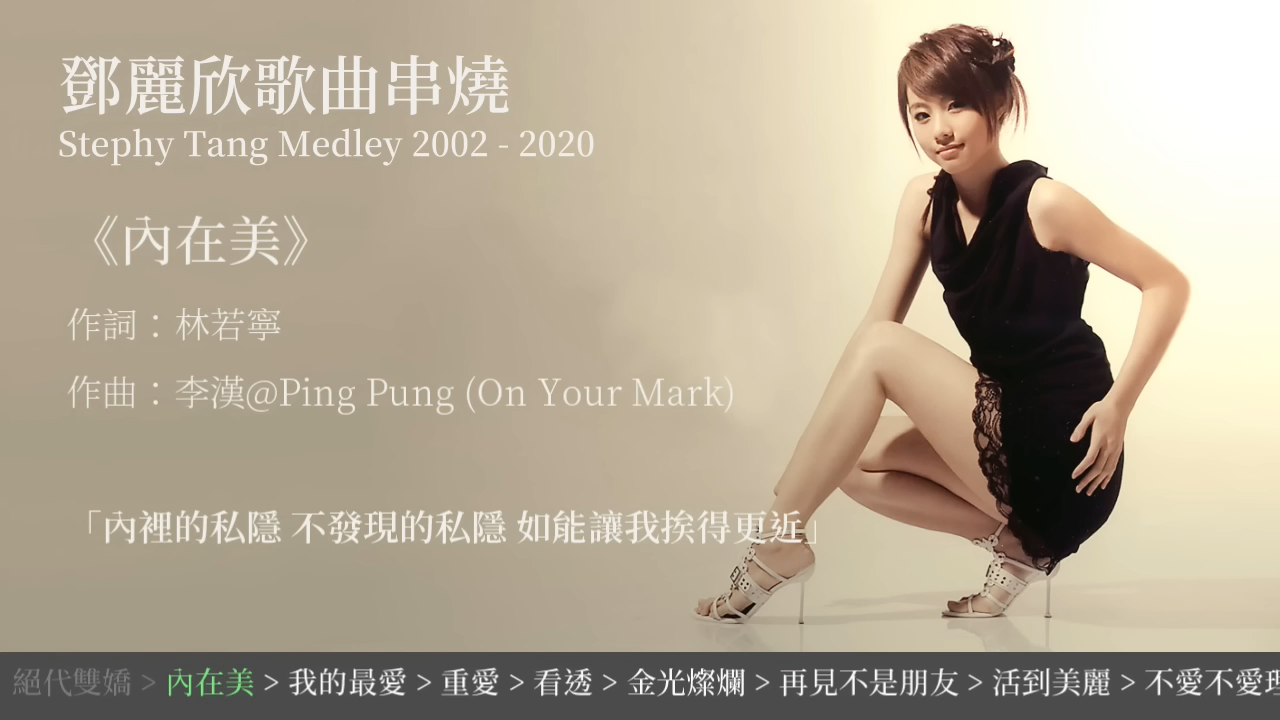 鄧麗欣歌曲串燒
Stephy Tang Medley 2002 - 2020
《內在美》
作詞：林若寧
作曲：李漢@Ping Pung (On Your Mark)
「內裡的私隱 不發現的私隱 如能讓我挨得更近」
絕代雙嬌 > 內在美 > 我的最愛 > 重愛 > 看透 > 金光燦爛 > 再見不是朋友 > 活到美麗 > 不愛不愛